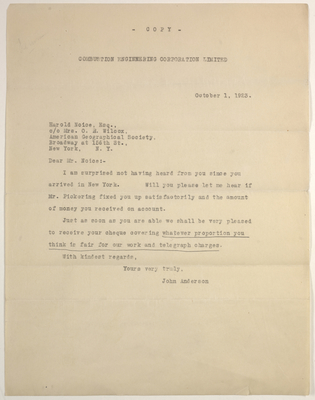 - COPY -
COMBUSTION ENGINEERING CORPORATION LIMITED
October 1, 1923.
Harold Noice, Esq.,
c/o Mrs. O. M. Wilcox,
American Geographical Society,
Broadway at 156th St.,
New York, N. Y.
Dear Mr. Noice:-
I am surprised not having heard from you since you
arrived in New York. Will you please let me hear if
Mr. Pickering fixed you up satisfactorily and the amount
of money you received on account.
Just as soon as you are able we shall be very pleased
to receive your cheque covering whatever proportion you
think is fair for our work and telegraph charges.
With kindest regards,
Yours very truly,
John Anderson